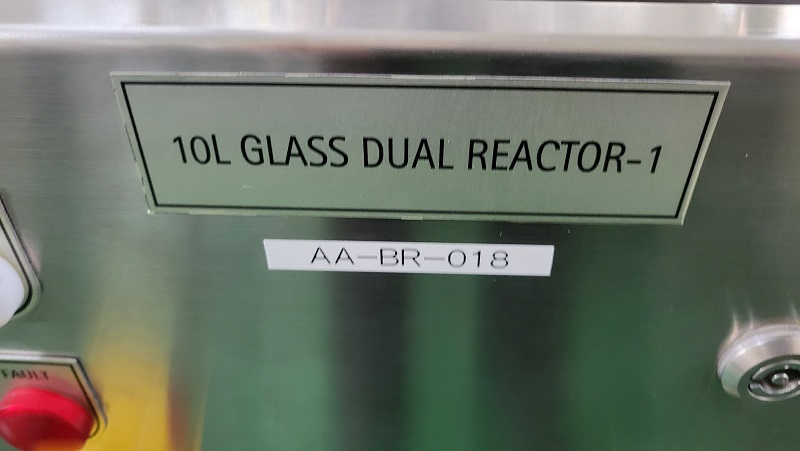 10L GLASS DUAL REACTOR-1
AA-BR-018
FAULT